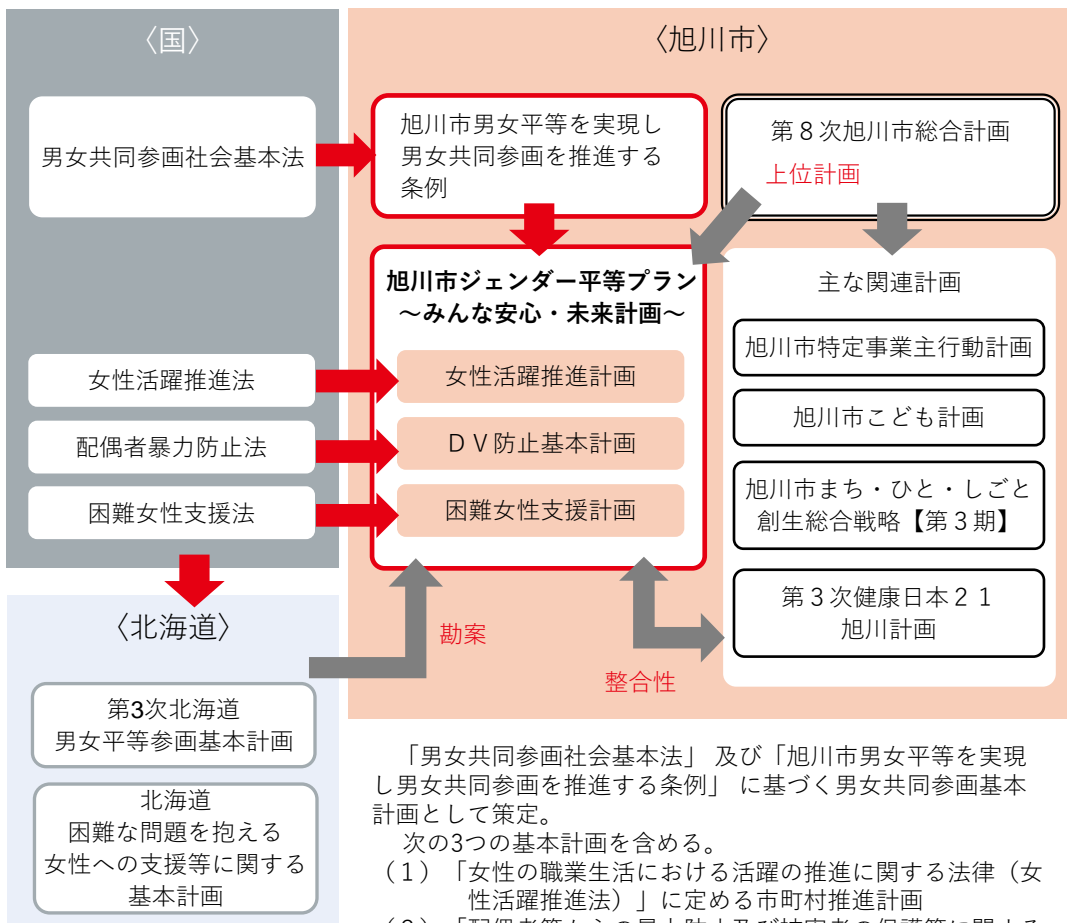 〈国〉
男女共同参画社会基本法
女性活躍推進法
配偶者暴力防止法
困難女性支援法
〈北海道〉
第3次北海道
男女平等参画基本計画
北海道
困難な問題を抱える
女性への支援等に関する
基本計画
〈旭川市〉
旭川市男女平等を実現し
男女共同参画を推進する
条例
第８次旭川市総合計画
上位計画
旭川市ジェンダー平等プラン
～みんな安心・未来計画～
女性活躍推進計画
ＤＶ防止基本計画
困難女性支援計画
主な関連計画
旭川市特定事業主行動計画
旭川市こども計画
旭川市まち・ひと・しごと
創生総合戦略【第３期】
第３次健康日本２１
旭川計画
勘案
整合性
「男女共同参画社会基本法」 及び「旭川市男女平等を実現
し男女共同参画を推進する条例」 に基づく男女共同参画基本
計画として策定。
次の3つの基本計画を含める。
（１）「女性の職業生活における活躍の推進に関する法律（女
性活躍推進法）」に定める市町村推進計画